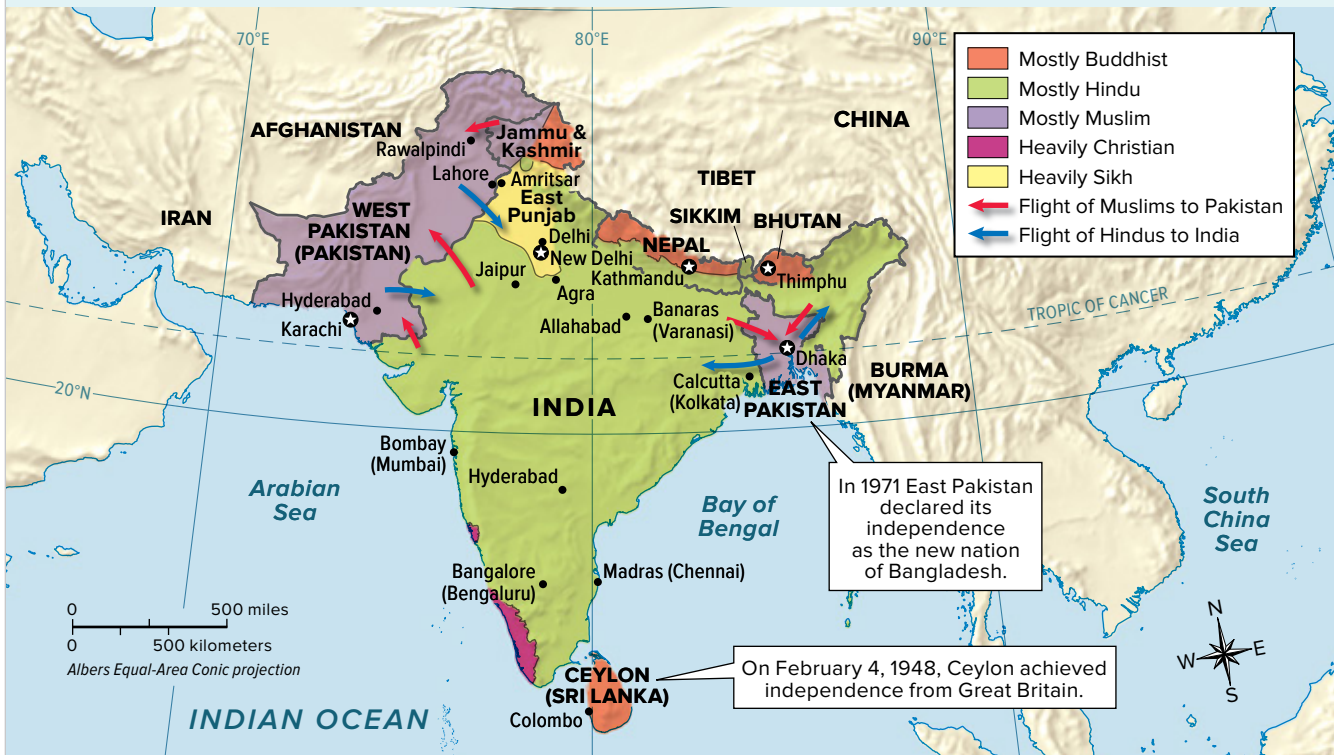 70°E
80°E
90°E
Mostly Buddhist
Mostly Hindu
Mostly Muslim
Heavily Christian
Heavily Sikh
Flight of Muslims to Pakistan
Flight of Hindus to India
AFGHANISTAN
Rawalpindi
Jammu &
Kashmir
CHINA
Lahore
Amritsar
TIBET
East
Punjab
IRAN
WEST
PAKISTAN
(PAKISTAN)
SIKKIM
BHUTAN
Delhi
New Delhi
NEPAL
Jaipur
Kathmandu
Thimphu
Agra
Hyderabad
Karachi
Allahabad
Banaras
(Varanasi)
TROPIC OF CANCER
Dhaka
20°N
Calcutta
(Kolkata)
EAST
PAKISTAN
BURMA
(MYANMAR)
INDIA
Bombay
(Mumbai)
Hyderabad
Arabian
Sea
Bay of
Bengal
In 1971 East Pakistan
declared its
independence
as the new nation
of Bangladesh.
South
China
Sea
Bangalore
(Bengaluru)
Madras (Chennai)
0 500 miles
0 500 kilometers
Albers Equal-Area Conic projection
N
W E
S
CEYLON
(SRI LANKA)
Colombo
On February 4, 1948, Ceylon achieved
independence from Great Britain.
INDIAN OCEAN